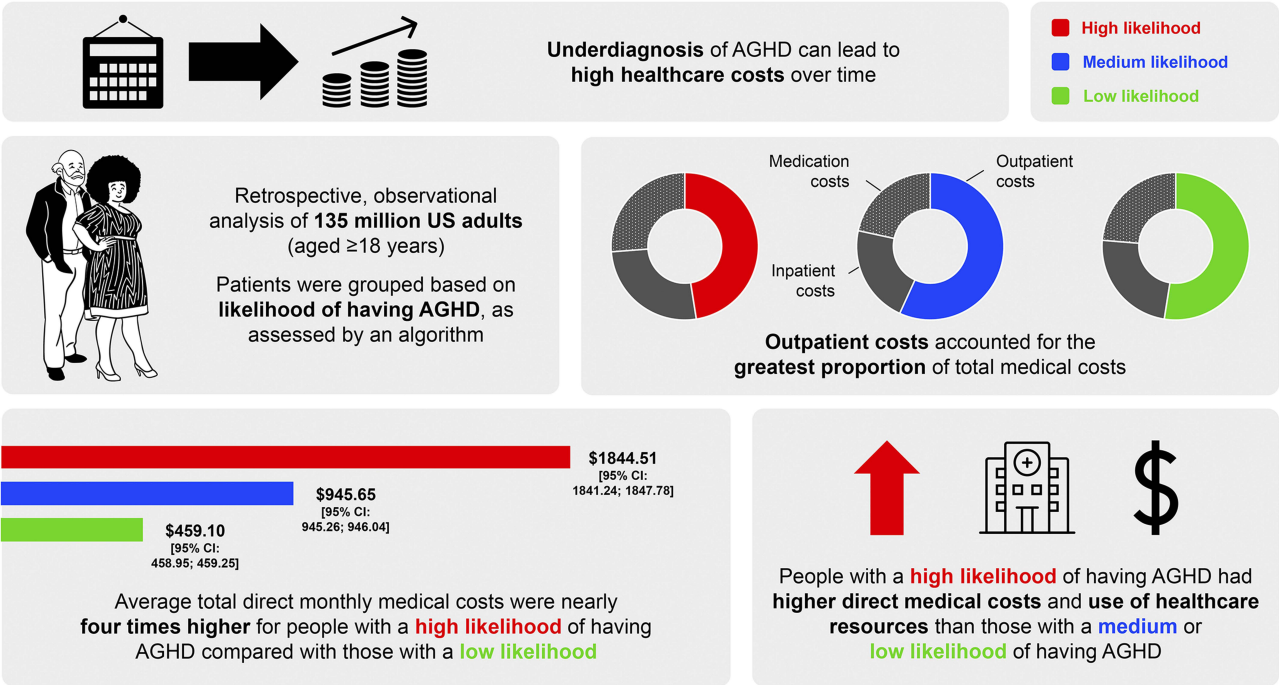 Underdiagnosis of AGHD can lead to
high healthcare costs over time
High likelihood
Medium likelihood
Low likelihood
Retrospective, observational
analysis of 135 million US adults
(aged ≥18 years)
Patients were grouped based on
likelihood of having AGHD, as
assessed by an algorithm
Medication
costs
Outpatient
costs
Inpatient
costs
Outpatient costs accounted for the
greatest proportion of total medical costs
$1844.51
[95% CI:
1841.24; 1847.78]
$945.65
[95% CI:
945.26; 946.04]
$459.10
[95% CI:
458.95; 459.25]
Average total direct monthly medical costs were nearly
four times higher for people with a high likelihood of having
AGHD compared with those with a low likelihood
People with a high likelihood of having AGHD had
higher direct medical costs and use of healthcare
resources than those with a medium or
low likelihood of having AGHD